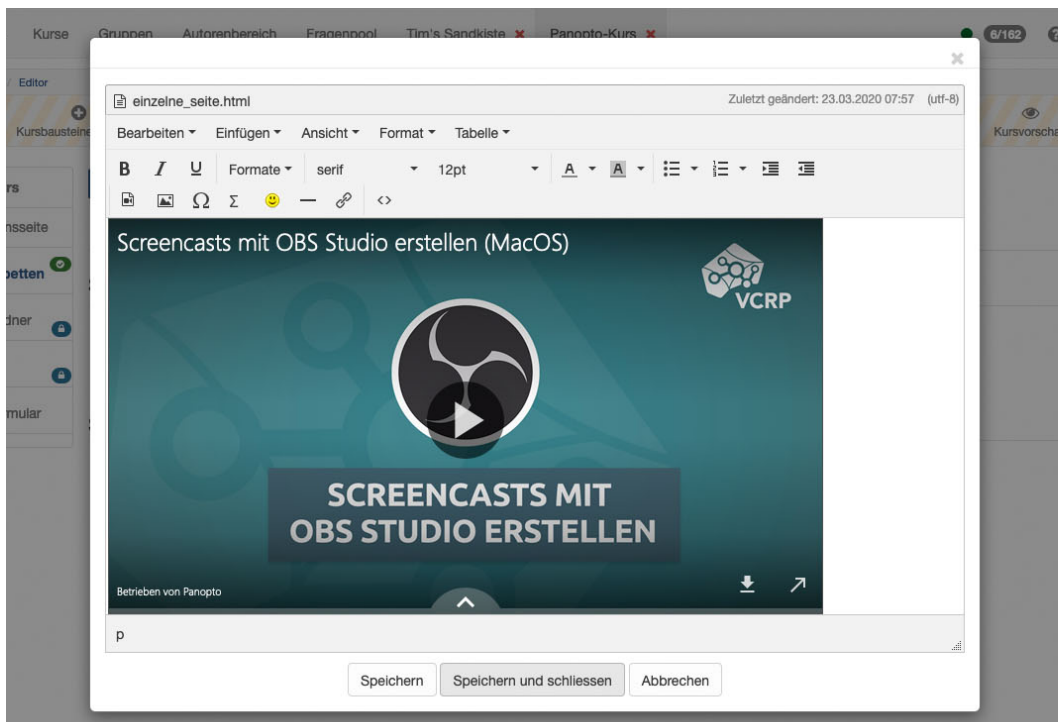 Kurse Gruppen Autorenbereich Fragenpool Tim's Sandkiste Panopto-Kurs 6/162
Editor
Kursbausteine
Kursvorscha
rs
nsseite
betten
dner
rmular
einzelne_seite.html Zuletzt geändert: 23.03.2020 07:57 (utf-8)
Bearbeiten Einfügen Ansicht Format Tabelle
B I U Formate serif 12pt A A
Ω Σ <>
Screencasts mit OBS Studio erstellen (MacOS)
VCRP
SCREENCASTS MIT
OBS STUDIO ERSTELLEN
Betrieben von Panopto
p
Speichern Speichern und schliessen Abbrechen